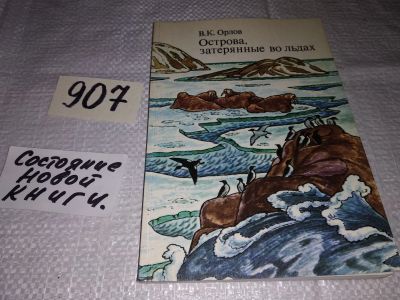 В.К. Орлов
Острова,
затерянные во льдах
907
Состояние
новой
книги.